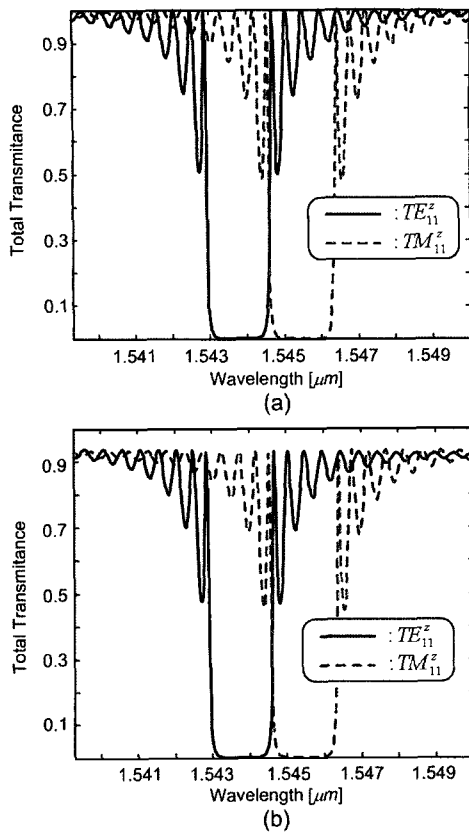 Total Transmitance
0.9
0.7
0.5
0.3
0.1
: TE^z_11
: TM^z_11
1.541 1.543 1.545 1.547 1.549
Wavelength [μm]
(a)
Total Transmitance
0.9
0.7
0.5
0.3
0.1
: TE^z_11
: TM^z_11
1.541 1.543 1.545 1.547 1.549
Wavelength [μm]
(b)